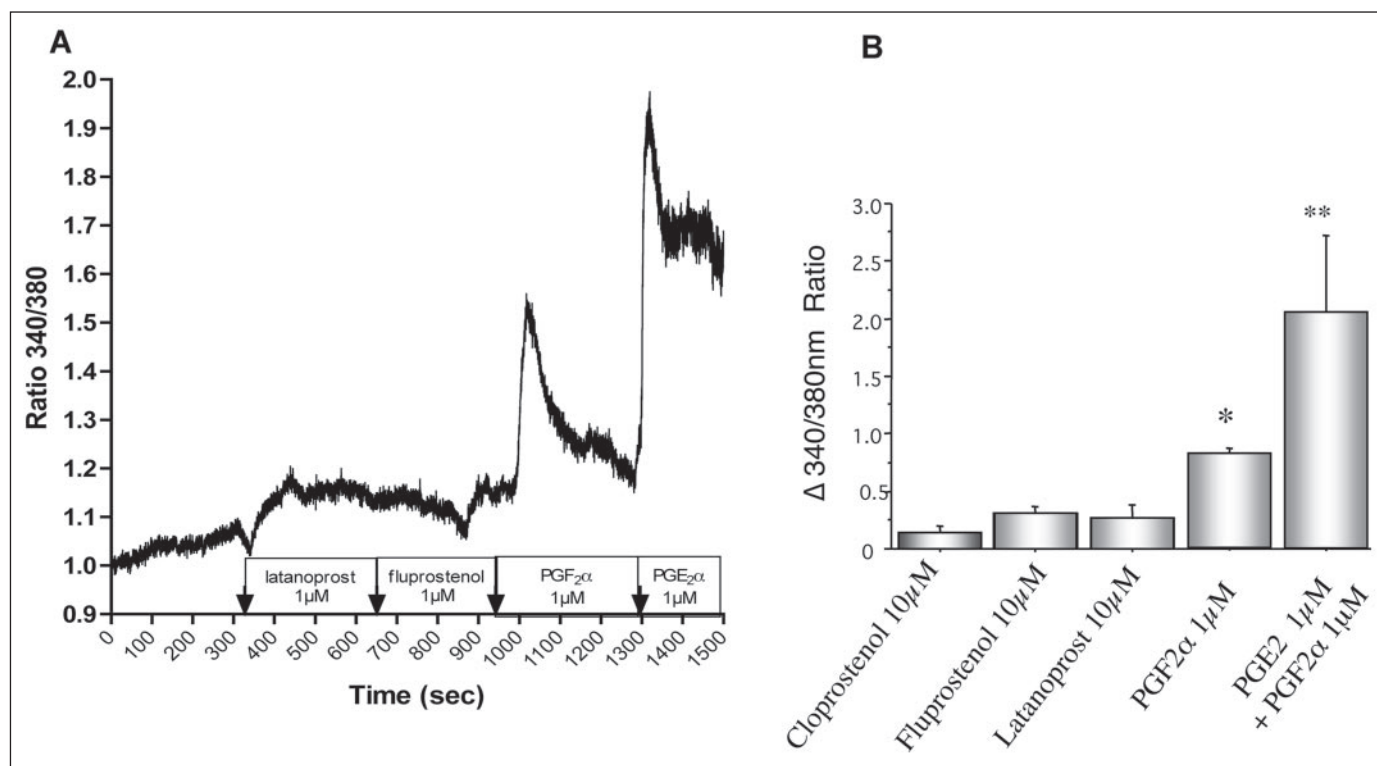 A
Ratio 340/380
2.0
1.9
1.8
1.7
1.6
1.5
1.4
1.3
1.2
1.1
1.0
0.9
latanoprost
1µM
fluprostenol
1µM
PGF₂α
1µM
PGE₂α
1µM
0
100
200
300
400
500
600
700
800
900
1000
1100
1200
1300
1400
1500
Time (sec)
B
Δ 340/380nm Ratio
3.0
2.5
2.0
1.5
1.0
0.5
0
*
**
Cloprostenol 10µM
Fluprostenol 10µM
Latanoprost 10µM
PGF2α 1µM
PGE2 1µM
+ PGF2α 1uM